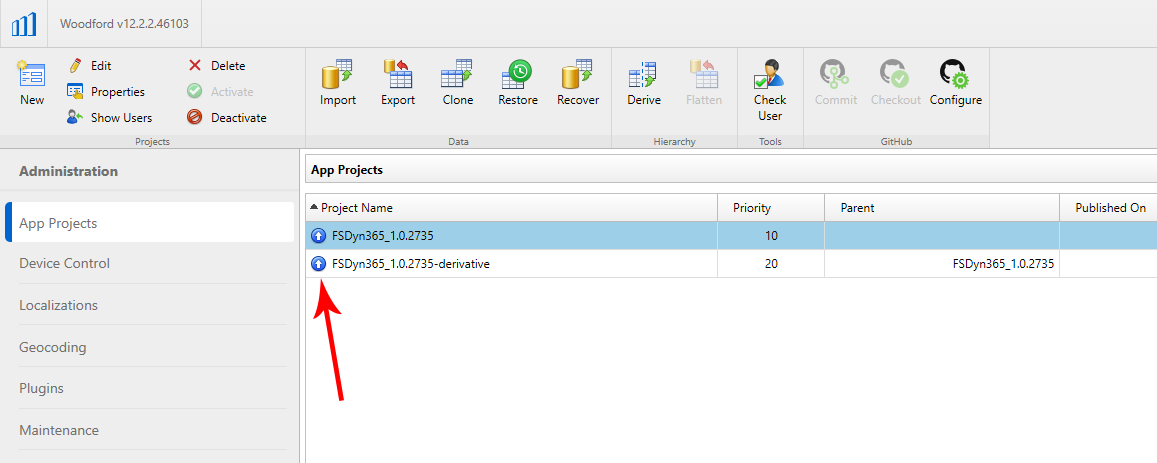 Woodford v12.2.2.46103
New
Edit
Properties
Show Users
Delete
Activate
Deactivate
Projects
Import
Export
Clone
Restore
Recover
Data
Derive
Flatten
Hierarchy
Check
User
Tools
Commit
Checkout
Configure
GitHub
Administration
App Projects
Device Control
Localizations
Geocoding
Plugins
Maintenance
App Projects
Project Name Priority Parent Published On
FSDyn365_1.0.2735 10
FSDyn365_1.0.2735-derivative 20 FSDyn365_1.0.2735